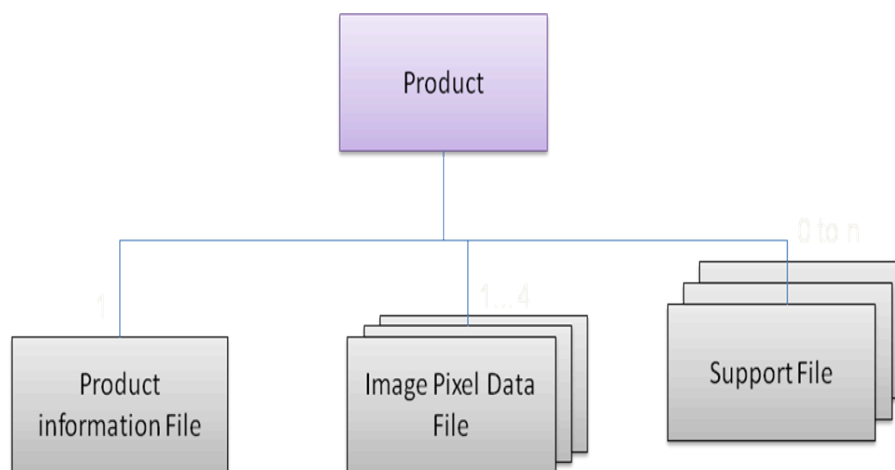 Product
0 to n
1
1...4
Product
information File
Image Pixel Data
File
Support File